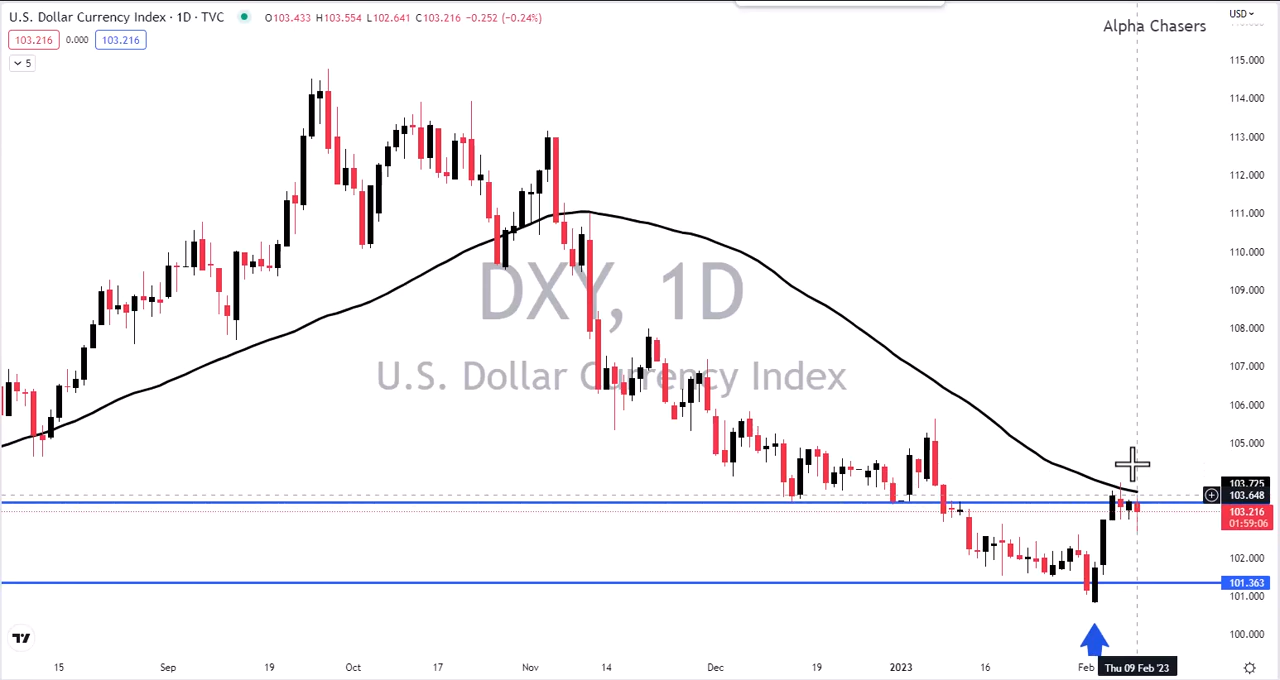 U.S. Dollar Currency Index · 1D · TVC O103.433 H103.554 L102.641 C103.216 −0.252 (−0.24%)
USD
Alpha Chasers
103.216 0.000 103.216
5
115.000
114.000
113.000
112.000
111.000
110.000
109.000
108.000
107.000
106.000
105.000
103.725
103.648
103.216
01:59:06
102.000
101.363
101.000
100.000
DXY, 1D
U.S. Dollar Currency Index
15 Sep 19 Oct 17 Nov 14 Dec 19 2023 16 Feb Thu 09 Feb '23